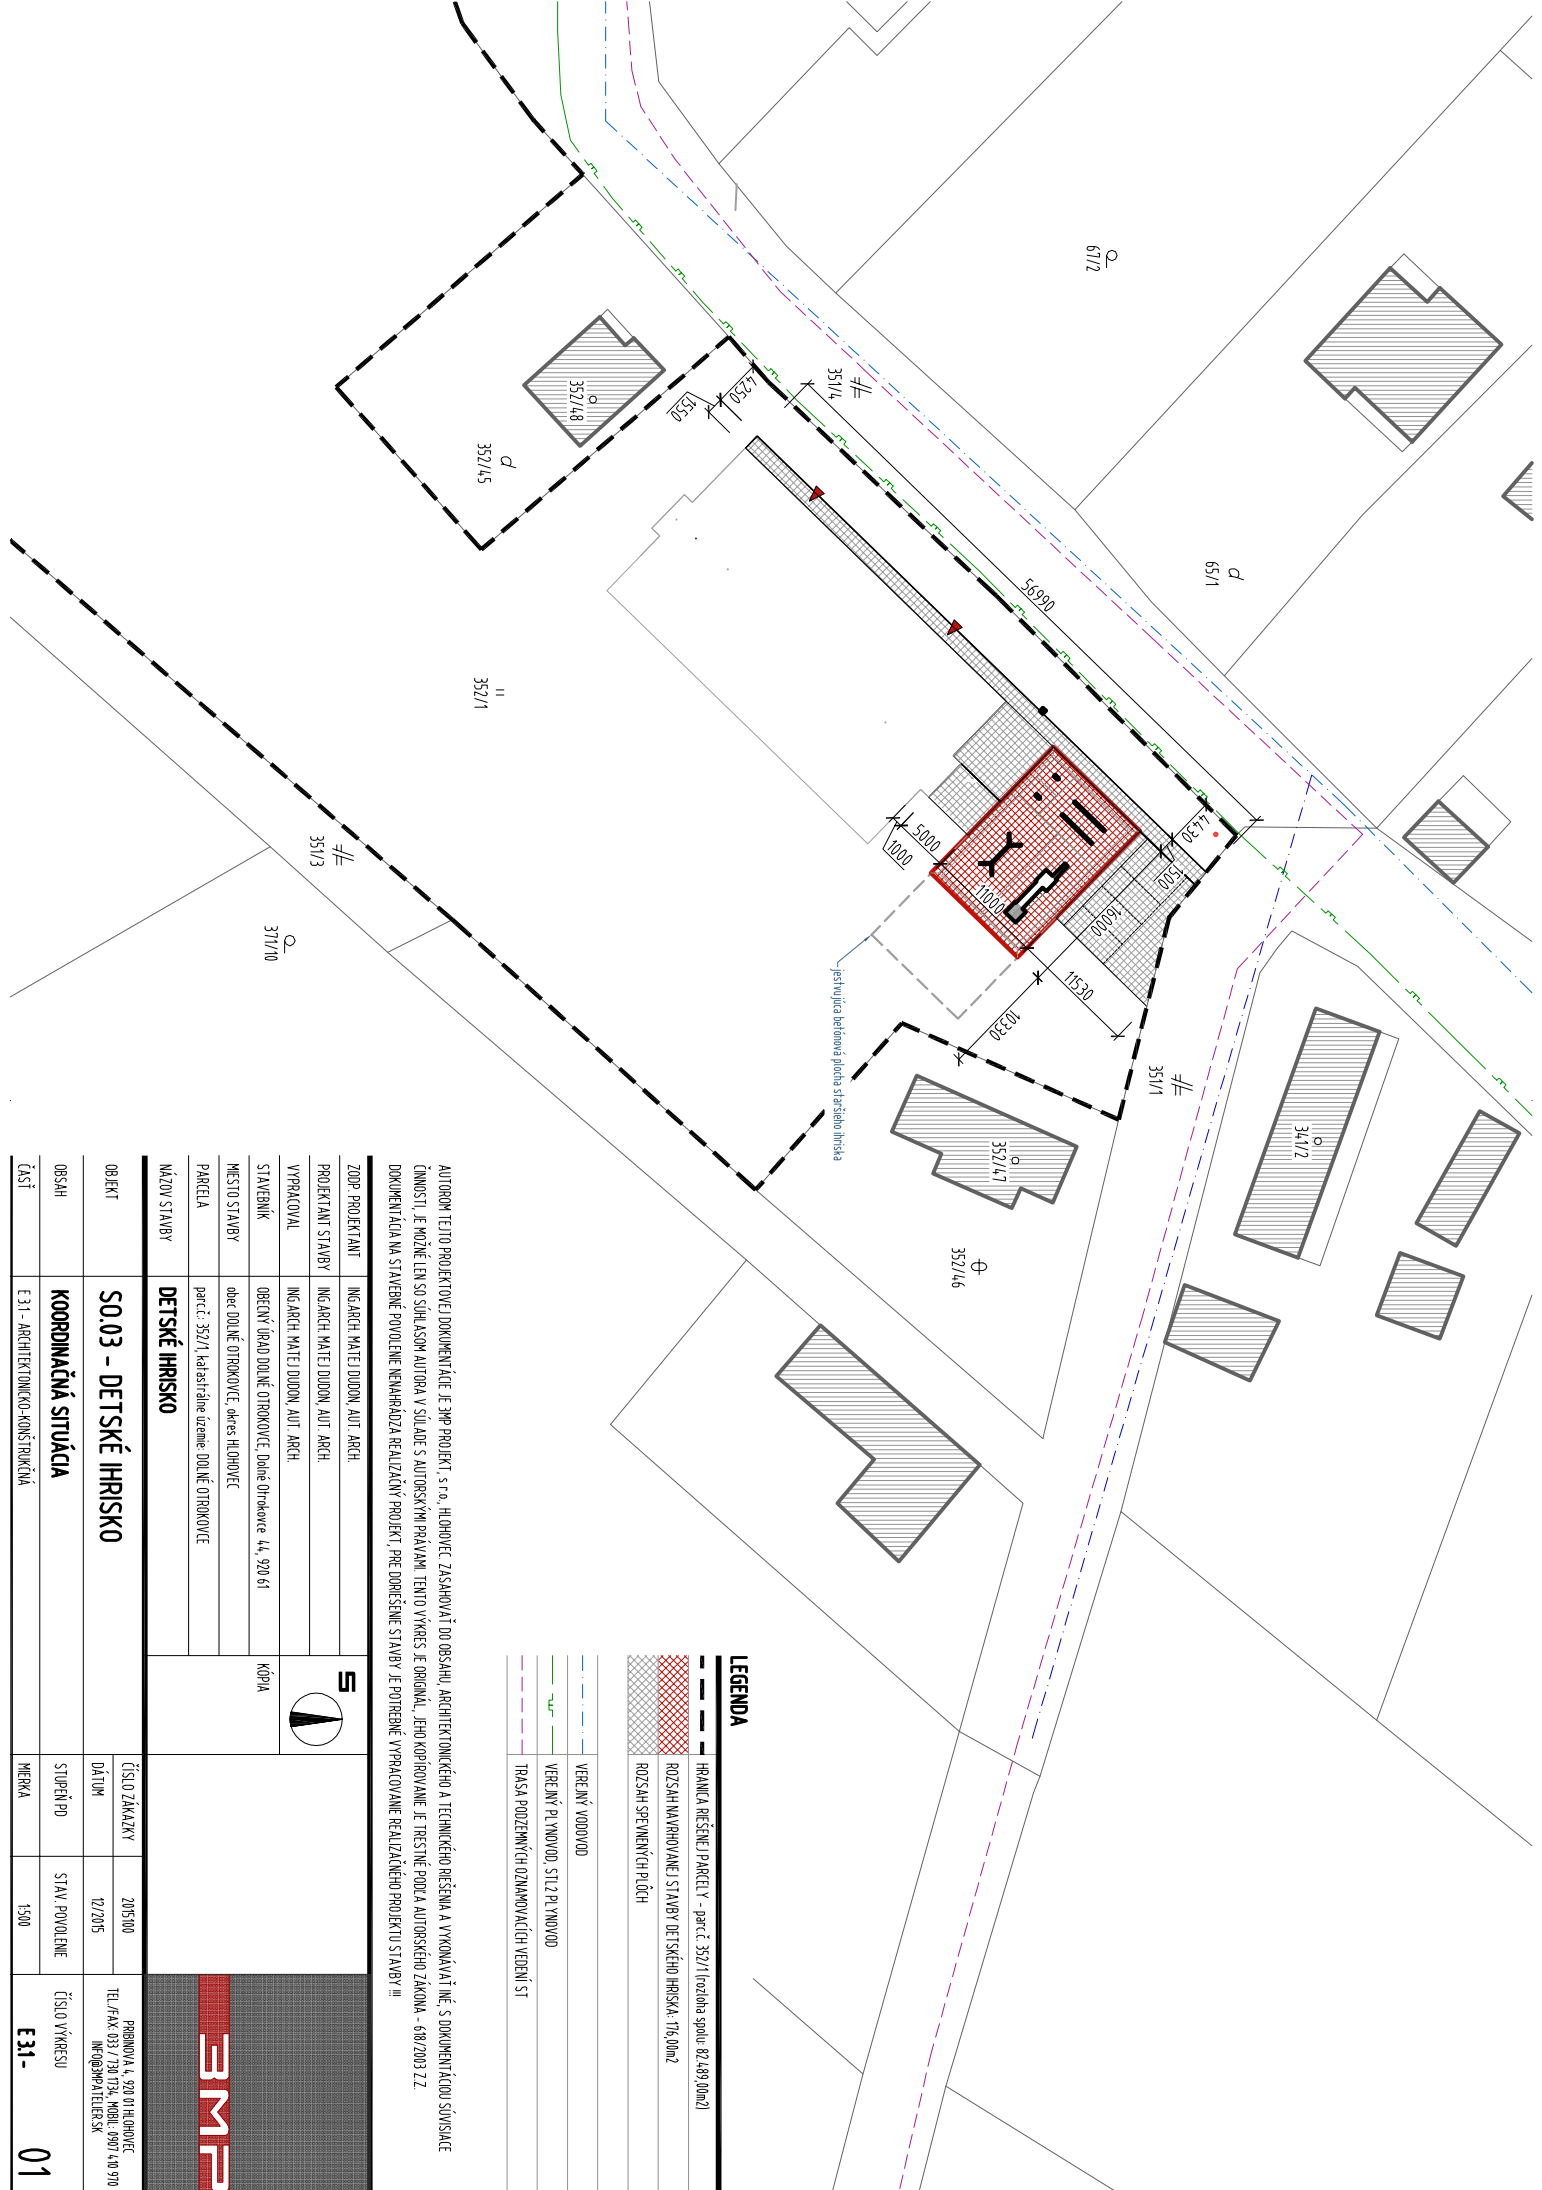 67/2
65/1
351/4
352/48
352/45
352/1
351/3
371/10
351/1
341/2
352/47
352/46
4250
1550
56990
4430
1500
16000
11000
5000
1000
11530
10330
jestvujúca betónová plocha staršieho ihriska
LEGENDA
HRANICA RIEŠENEJ PARCELY - parc.č. 352/1 (rozloha spolu: 82.489,00m2)
ROZSAH NAVRHOVANEJ STAVBY DETSKÉHO IHRISKA: 176,00m2
ROZSAH SPEVNENÝCH PLÔCH
VEREJNÝ VODOVOD
VEREJNÝ PLYNOVOD, STL2 PLYNOVOD
TRASA PODZEMNÝCH OZNAMOVACÍCH VEDENÍ ST
AUTOROM TEJTO PROJEKTOVEJ DOKUMENTÁCIE JE 3MP PROJEKT, s.r.o., HLOHOVEC. ZASAHOVAŤ DO OBSAHU, ARCHITEKTONICKÉHO A TECHNICKÉHO RIEŠENIA A VYKONÁVAŤ INÉ, S DOKUMENTÁCIOU SÚVISIACE
ČINNOSTI, JE MOŽNÉ LEN SO SÚHLASOM AUTORA V SÚLADE S AUTORSKÝMI PRÁVAMI. TENTO VÝKRES JE ORIGINÁL, JEHO KOPÍROVANIE JE TRESTNÉ PODĽA AUTORSKÉHO ZÁKONA - 618/2003 Z.Z.
DOKUMENTÁCIA NA STAVEBNÉ POVOLENIE NENAHRÁDZA REALIZAČNÝ PROJEKT, PRE DORIEŠENIE STAVBY JE POTREBNÉ VYPRACOVANIE REALIZAČNÉHO PROJEKTU STAVBY !!!
ZODP. PROJEKTANT ING.ARCH. MATEJ DUDON, AUT. ARCH.
PROJEKTANT STAVBY ING.ARCH. MATEJ DUDON, AUT. ARCH.
VYPRACOVAL ING.ARCH. MATEJ DUDON, AUT. ARCH.
STAVEBNÍK OBECNÝ ÚRAD DOLNÉ OTROKOVCE, Dolné Otrokovce 44, 920 61
MIESTO STAVBY obec DOLNÉ OTROKOVCE, okres HLOHOVEC
PARCELA parc.č.: 352/1, katastrálne územie: DOLNÉ OTROKOVCE
NÁZOV STAVBY DETSKÉ IHRISKO
S
KÓPIA
3MP
OBJEKT SO.03 - DETSKÉ IHRISKO
OBSAH KOORDINAČNÁ SITUÁCIA
ČASŤ E 3.1 - ARCHITEKTONICKO-KONŠTRUKČNÁ
ČÍSLO ZÁKAZKY 2015100
DÁTUM 12/2015
STUPEŇ PD STAV. POVOLENIE
MIERKA 1:500
PRIBINOVA 4, 920 01 HLOHOVEC
TEL./FAX: 033 / 730 1734, MOBIL: 0907 410 970
INFO@3MPATELIER.SK
ČÍSLO VÝKRESU
E 3.1 - 01